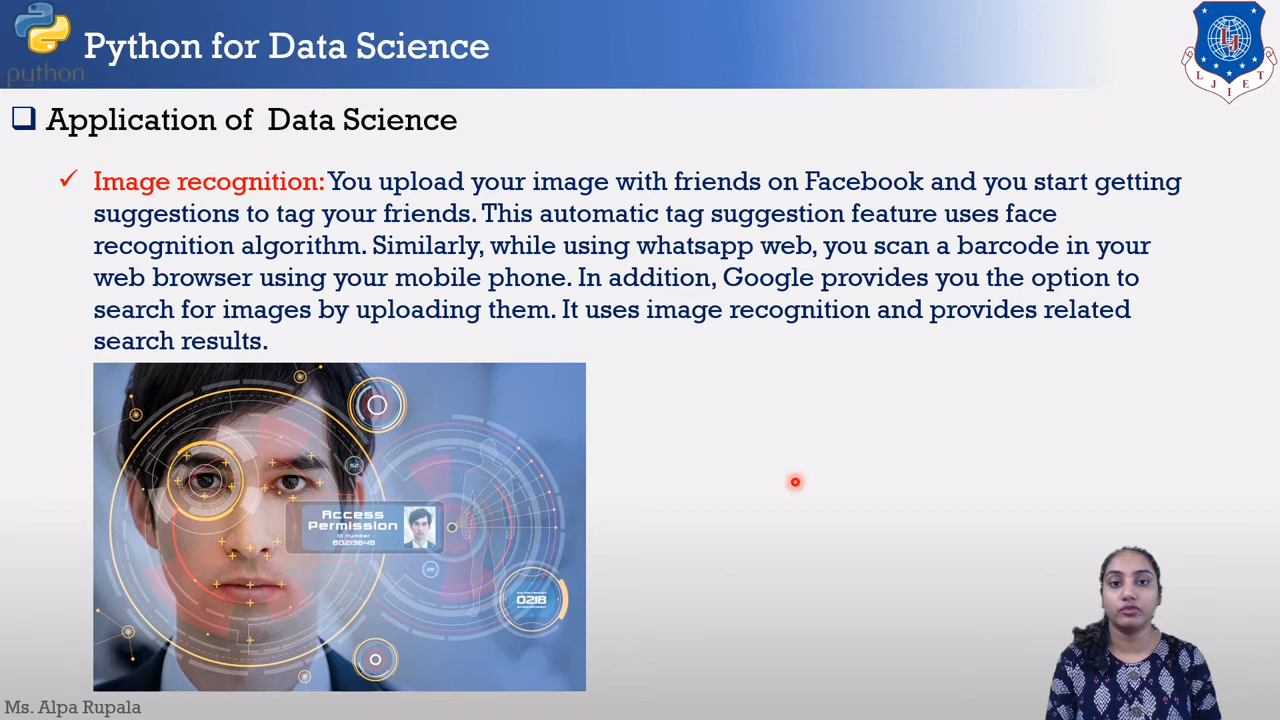 Python for Data Science
python
L J I E T
Application of Data Science
Image recognition: You upload your image with friends on Facebook and you start getting
suggestions to tag your friends. This automatic tag suggestion feature uses face
recognition algorithm. Similarly, while using whatsapp web, you scan a barcode in your
web browser using your mobile phone. In addition, Google provides you the option to
search for images by uploading them. It uses image recognition and provides related
search results.
52
Access
Permission
ID Number
80213648
0218
Ms. Alpa Rupala